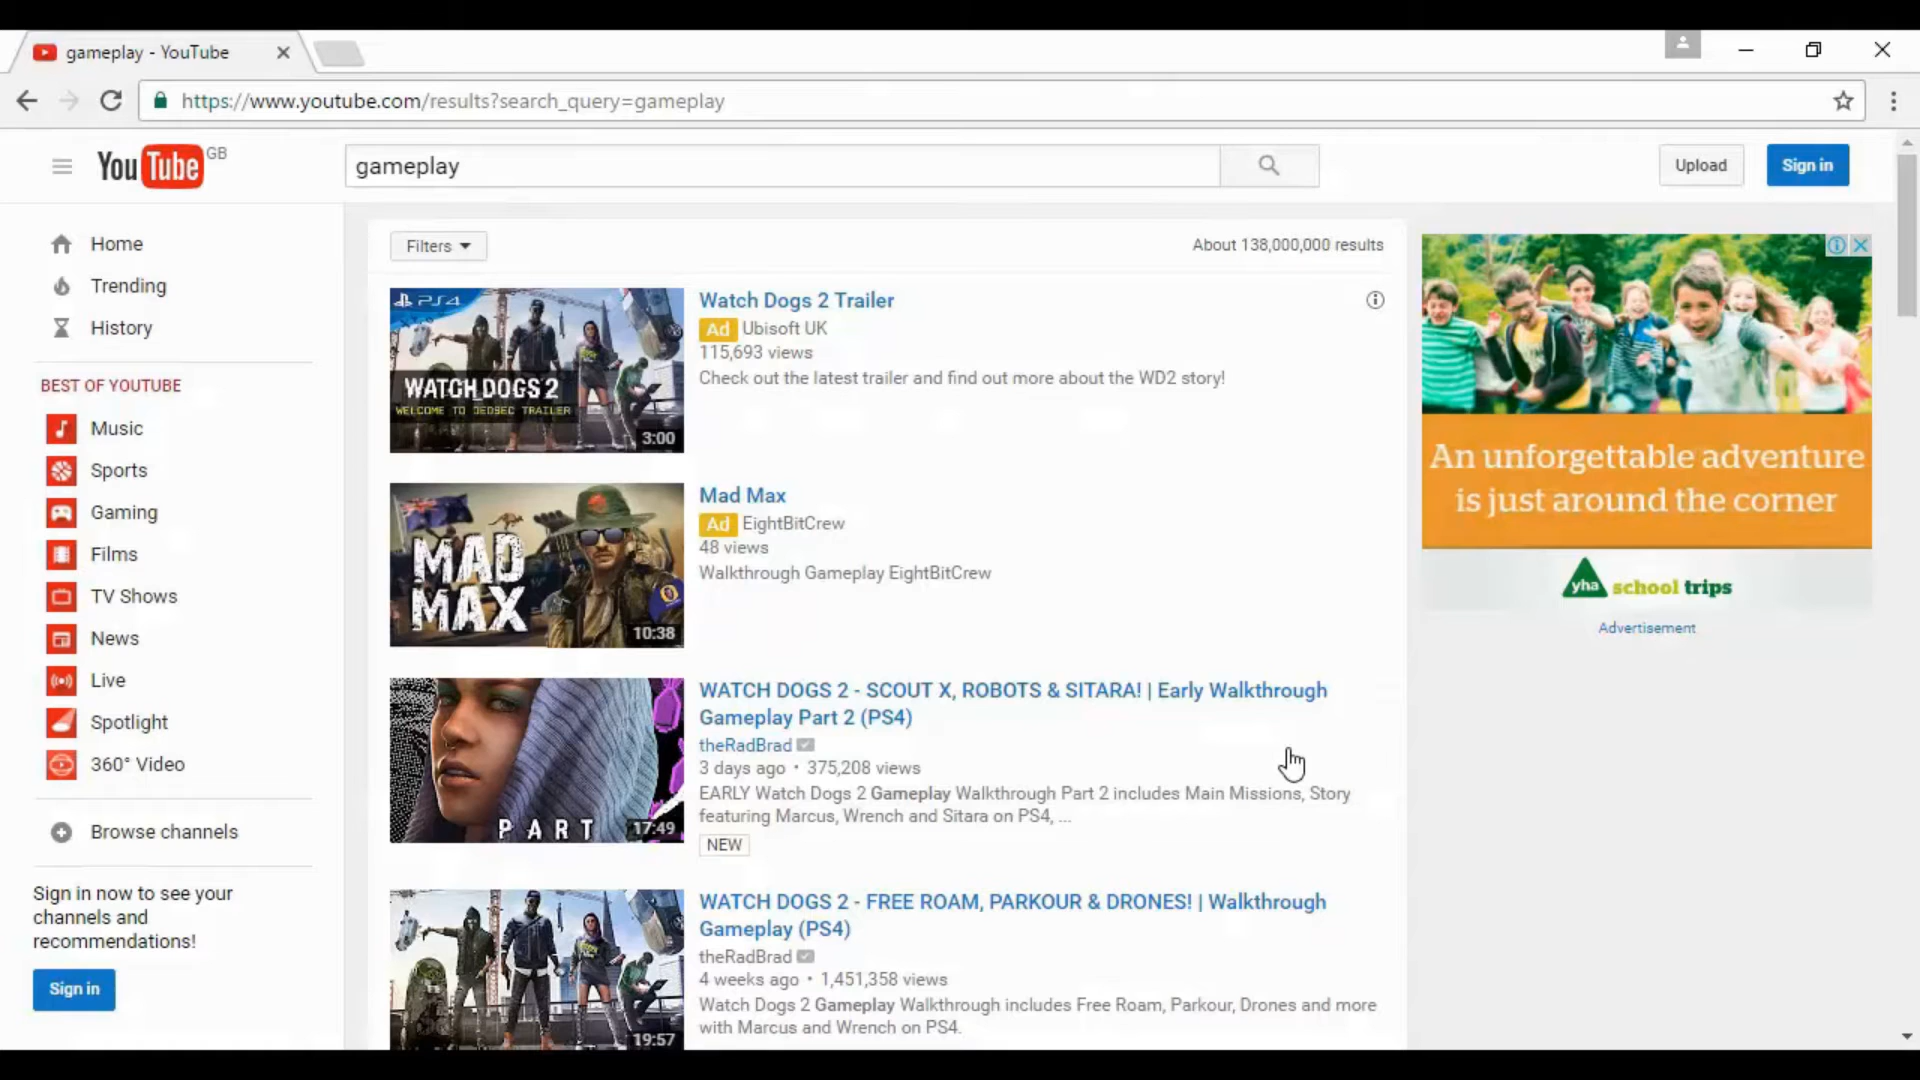 gameplay - YouTube
https://www.youtube.com/results?search_query=gameplay
YouTube GB
gameplay
Upload
Sign in
Home
Trending
History
BEST OF YOUTUBE
Music
Sports
Gaming
Films
TV Shows
News
Live
Spotlight
360° Video
Browse channels
Sign in now to see your
channels and
recommendations!
Sign in
Filters
About 138,000,000 results
PS4
WATCH_DOGS 2
WELCOME TO DEDSEC TRAILER
3:00
Watch Dogs 2 Trailer
Ad Ubisoft UK
115,693 views
Check out the latest trailer and find out more about the WD2 story!
MAD
MAX
10:38
Mad Max
Ad EightBitCrew
48 views
Walkthrough Gameplay EightBitCrew
PART
17:49
WATCH DOGS 2 - SCOUT X, ROBOTS & SITARA! | Early Walkthrough
Gameplay Part 2 (PS4)
theRadBrad
3 days ago • 375,208 views
EARLY Watch Dogs 2 Gameplay Walkthrough Part 2 includes Main Missions, Story
featuring Marcus, Wrench and Sitara on PS4, ...
NEW
19:57
WATCH DOGS 2 - FREE ROAM, PARKOUR & DRONES! | Walkthrough
Gameplay (PS4)
theRadBrad
4 weeks ago • 1,451,358 views
Watch Dogs 2 Gameplay Walkthrough includes Free Roam, Parkour, Drones and more
with Marcus and Wrench on PS4.
An unforgettable adventure
is just around the corner
yha school trips
Advertisement